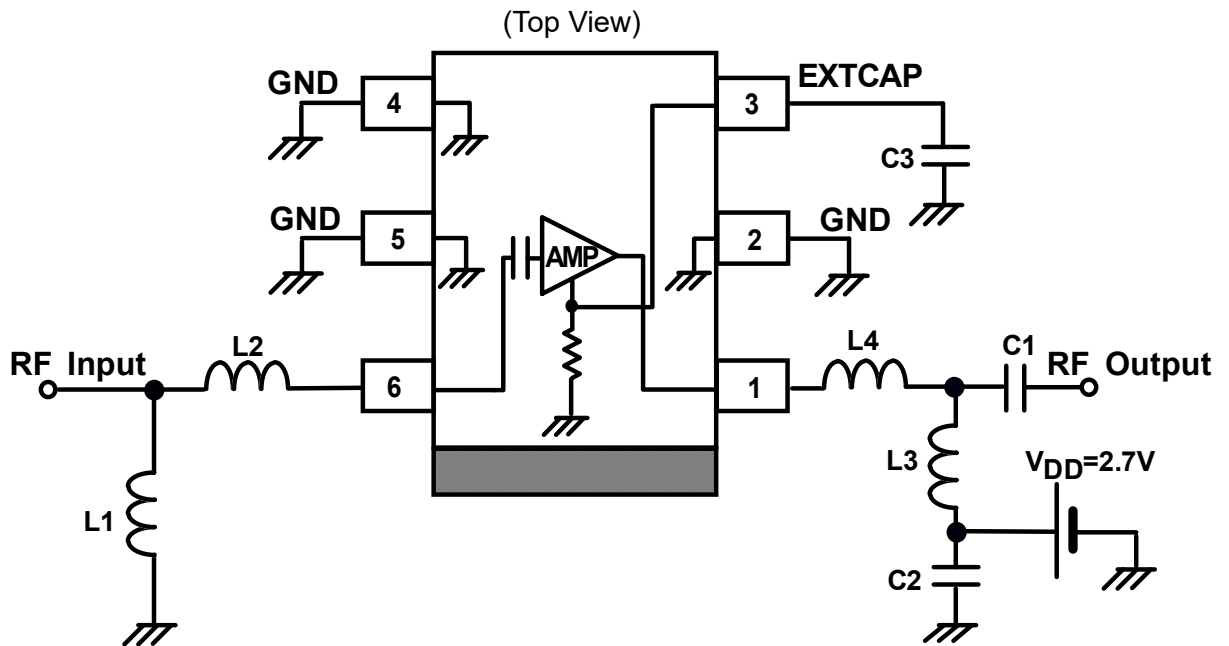 (Top View)
GND
4
3
EXTCAP
C3
GND
5
2
GND
AMP
RF Input
L2
6
1
L4
C1
RF Output
L1
L3
VDD=2.7V
C2